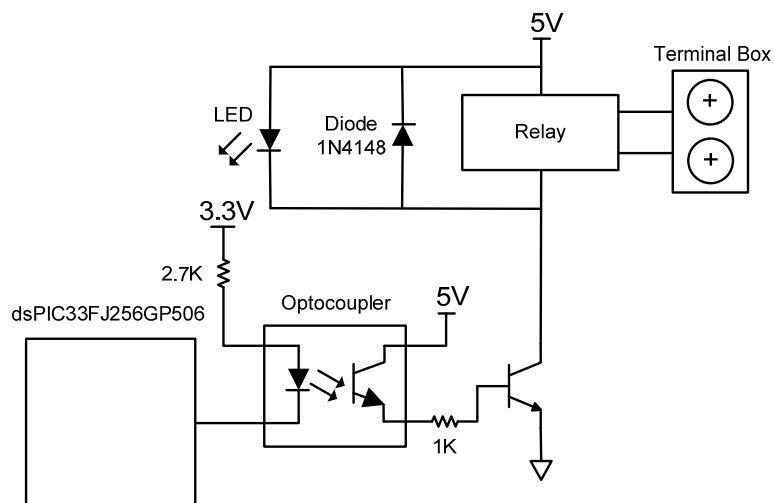 5V
Terminal Box
LED
Diode
1N4148
Relay
3.3V
2.7K
Optocoupler
5V
dsPIC33FJ256GP506
1K